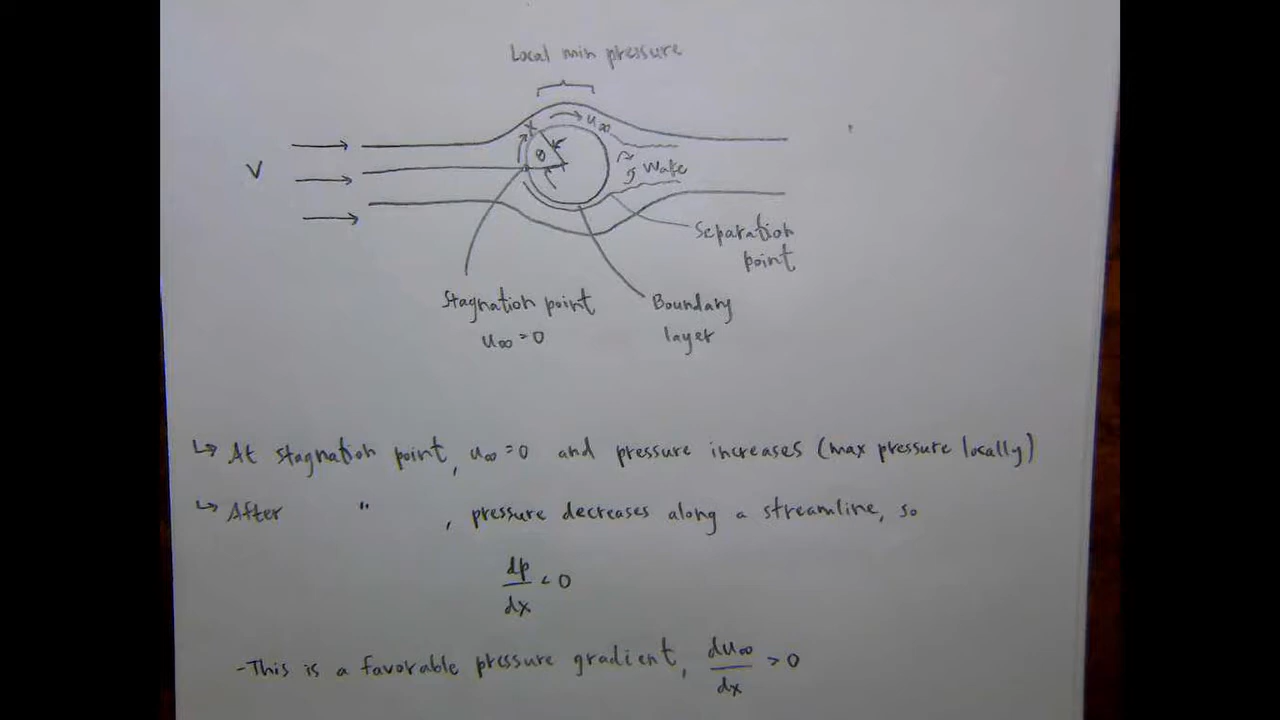 Local min pressure
x
u∞
θ
V
Wake
Separation
point
Stagnation point
u∞=0
Boundary
layer
↳ At stagnation point, u∞=0 and pressure increases (max pressure locally)
↳ After " , pressure decreases along a streamline, so
dp/dx < 0
-This is a favorable pressure gradient, du∞/dx > 0